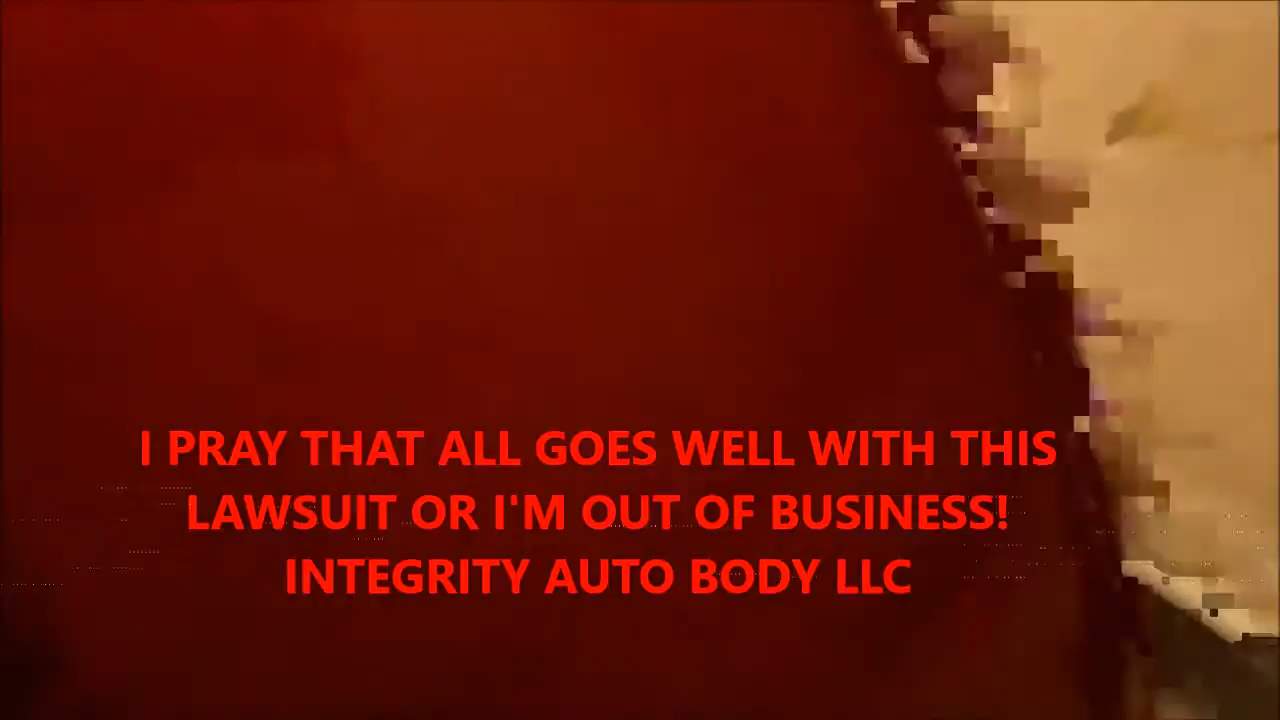 I PRAY THAT ALL GOES WELL WITH THIS
LAWSUIT OR I'M OUT OF BUSINESS!
INTEGRITY AUTO BODY LLC